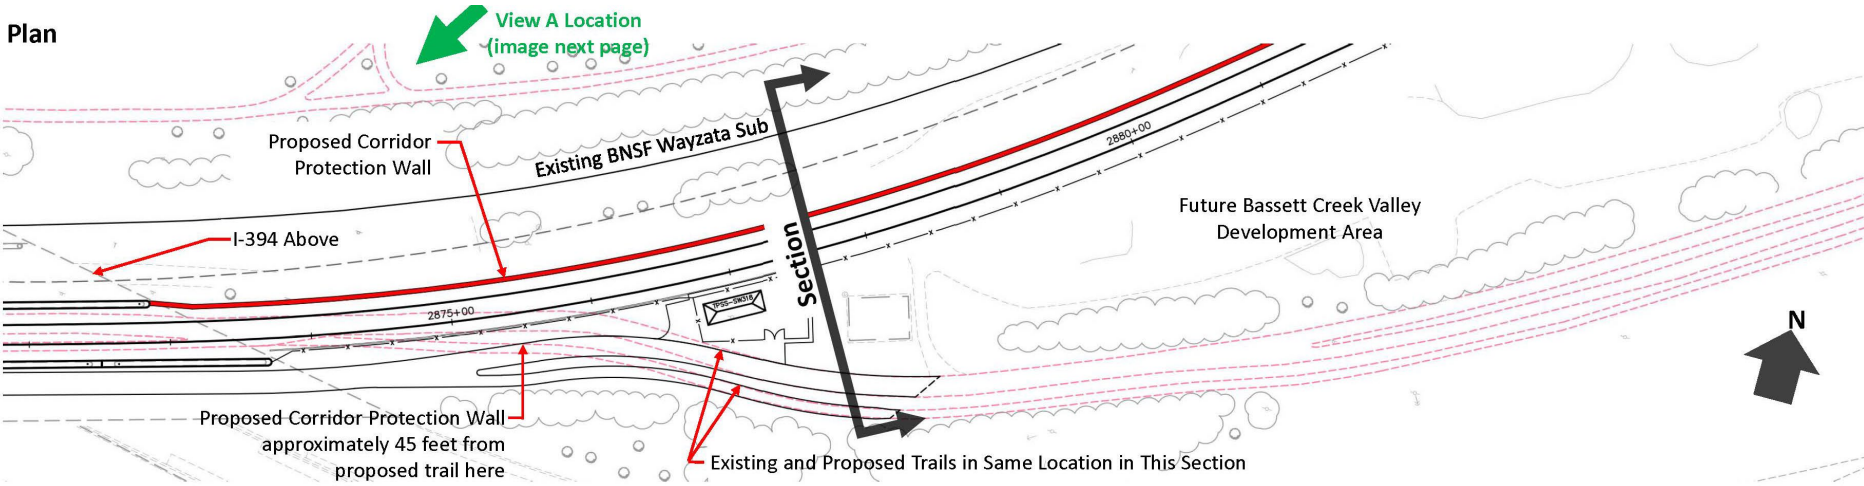 Plan
View A Location
(image next page)
Proposed Corridor
Protection Wall
Existing BNSF Wayzata Sub
2880+00
I-394 Above
Section
Future Bassett Creek Valley
Development Area
TPSS-SW318
2875+00
N
Proposed Corridor Protection Wall
approximately 45 feet from
proposed trail here
Existing and Proposed Trails in Same Location in This Section